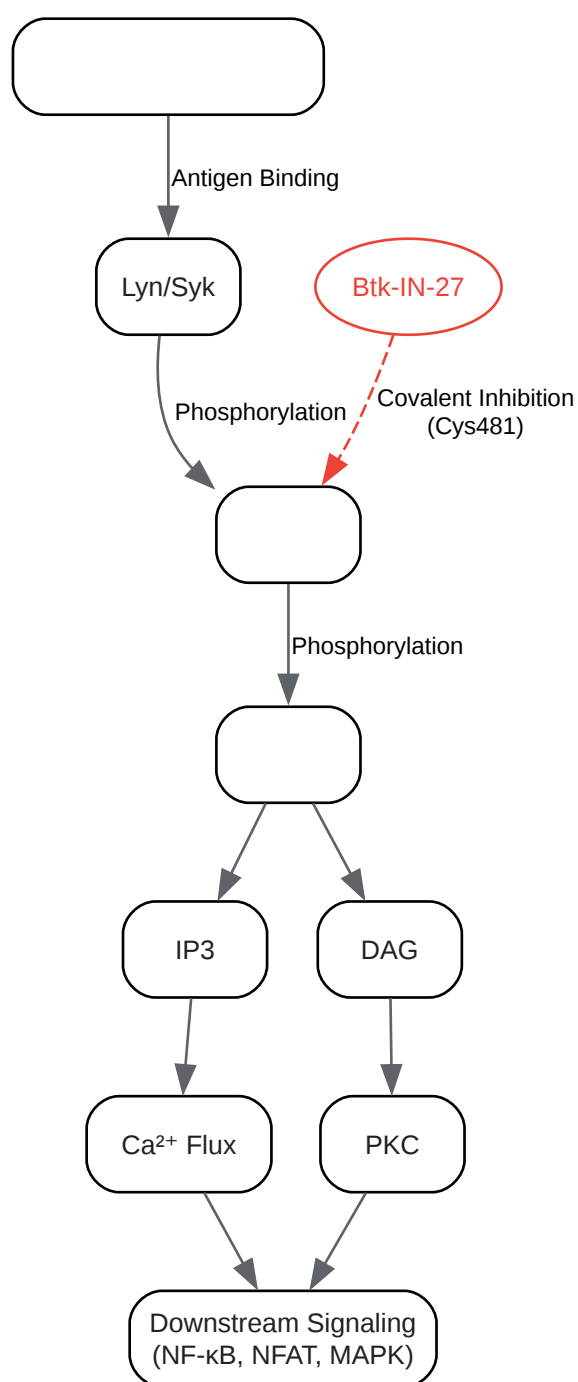 Antigen Binding
Lyn/Syk
Btk-IN-27
Phosphorylation
Covalent Inhibition
(Cys481)
Phosphorylation
IP3
DAG
Ca²⁺ Flux
PKC
Downstream Signaling
(NF-κB, NFAT, MAPK)